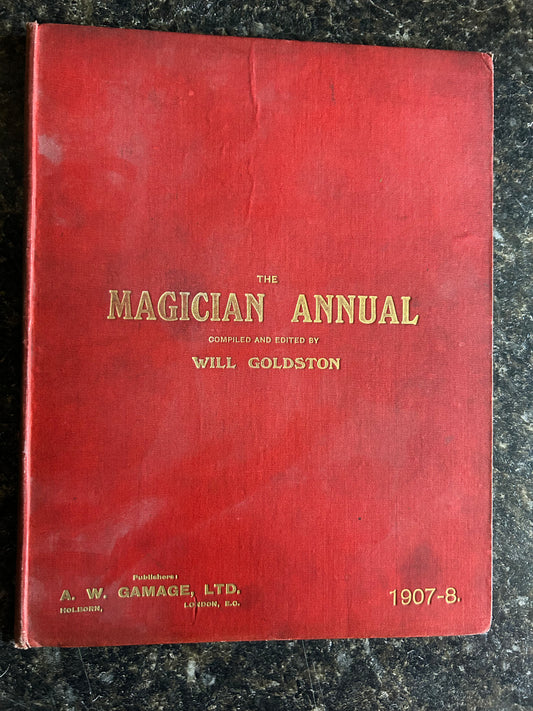 THE
MAGICIAN ANNUAL
COMPILED AND EDITED BY
WILL GOLDSTON
Publishers:
A. W. GAMAGE, LTD.
HOLBORN, LONDON, E.C.
1907-8.